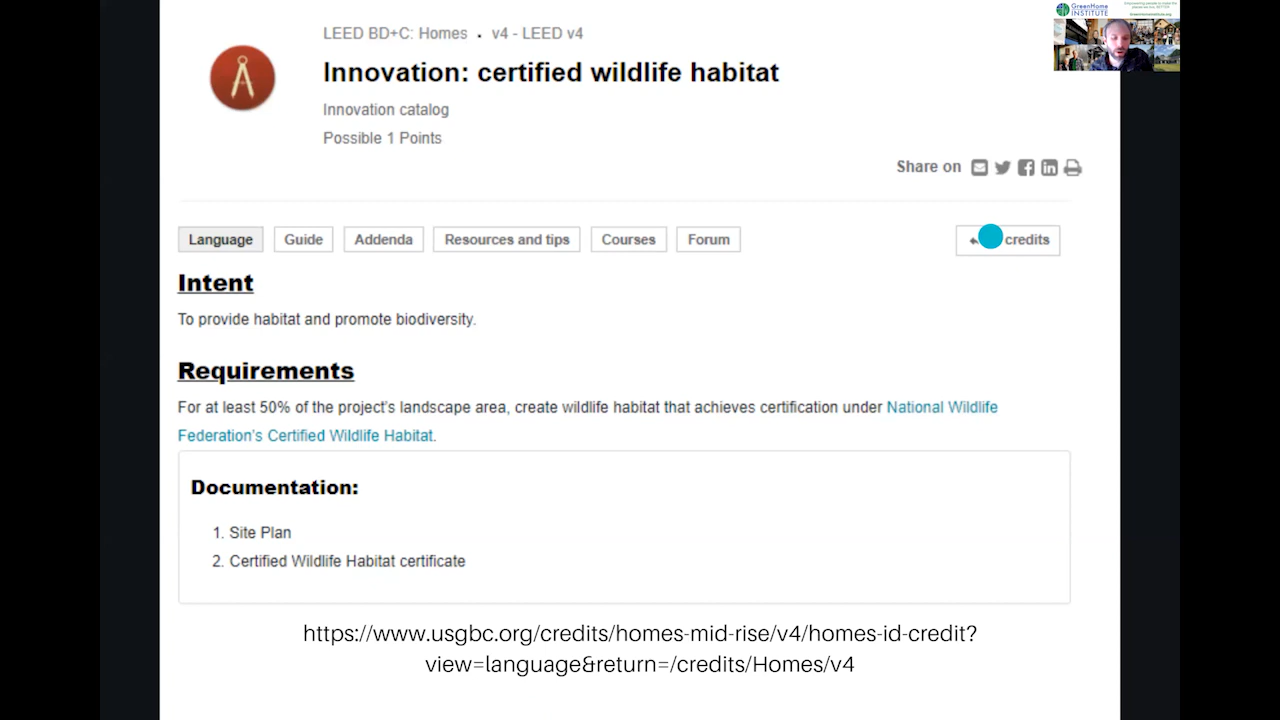 GreenHome
INSTITUTE
LEED BD+C: Homes • v4 - LEED v4
Innovation: certified wildlife habitat
Innovation catalog
Possible 1 Points
Share on
Language Guide Addenda Resources and tips Courses Forum credits
Intent
To provide habitat and promote biodiversity.
Requirements
For at least 50% of the project's landscape area, create wildlife habitat that achieves certification under National Wildlife
Federation's Certified Wildlife Habitat.
Documentation:
1. Site Plan
2. Certified Wildlife Habitat certificate
https://www.usgbc.org/credits/homes-mid-rise/v4/homes-id-credit?
view=language&return=/credits/Homes/v4